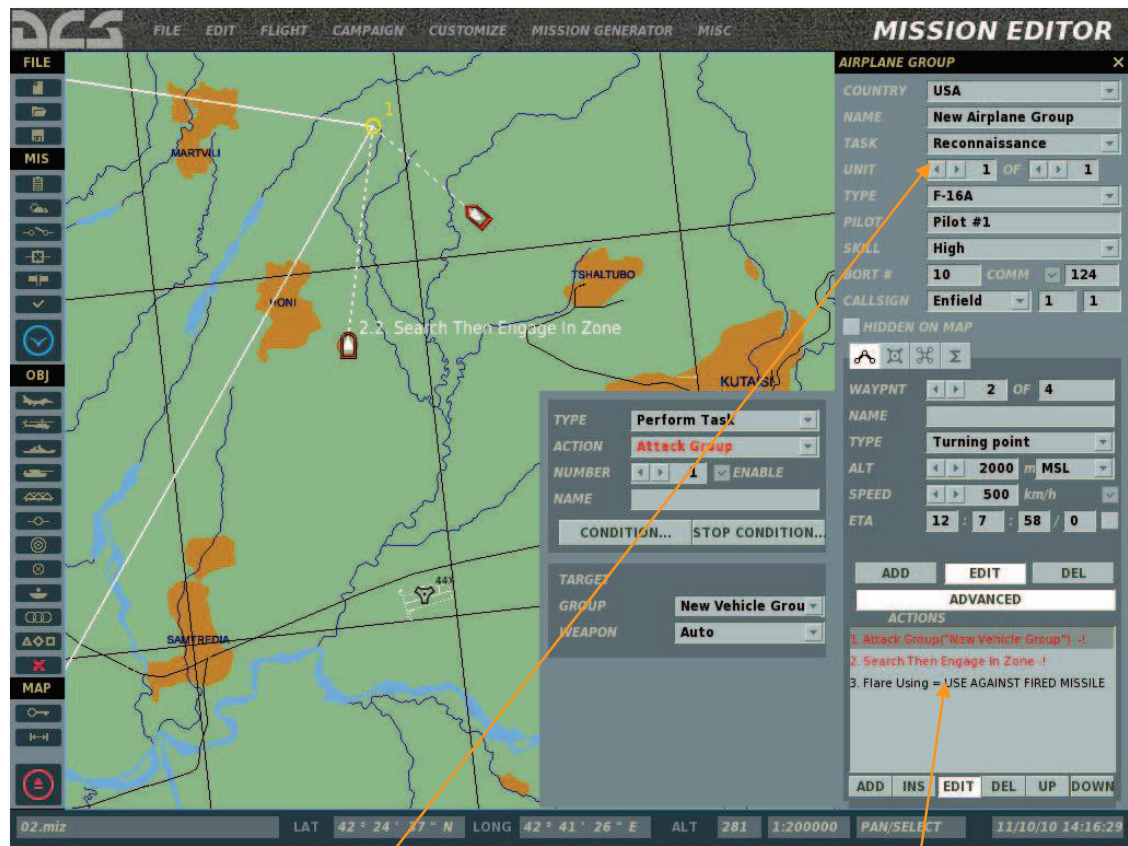 DCS FILE EDIT FLIGHT CAMPAIGN CUSTOMIZE MISSION GENERATOR MISC MISSION EDITOR
FILE
MIS
OBJ
MAP
1
MARTVILI
HONI
TSHALTUBO
2.2. Search Then Engage In Zone
KUTAISI
SAMTREDIA
TYPE Perform Task
ACTION Attack Group
NUMBER 1 ENABLE
NAME
CONDITION... STOP CONDITION...
TARGET
GROUP New Vehicle Grou
WEAPON Auto
AIRPLANE GROUP X
COUNTRY USA
NAME New Airplane Group
TASK Reconnaissance
UNIT 1 OF 1
TYPE F-16A
PILOT Pilot #1
SKILL High
BORT # 10 COMM 124
CALLSIGN Enfield 1 1
HIDDEN ON MAP
WAYPNT 2 OF 4
NAME
TYPE Turning point
ALT 2000 m MSL
SPEED 500 km/h
ETA 12 : 7 : 58 / 0
ADD EDIT DEL
ADVANCED
ACTIONS
1. Attack Group("New Vehicle Group") -!
2. Search Then Engage In Zone -!
3. Flare Using = USE AGAINST FIRED MISSILE
ADD INS EDIT DEL UP DOWN
02.miz LAT 42 ° 24 ' 37 " N LONG 42 ° 41 ' 26 " E ALT 281 1:200000 PAN/SELECT 11/10/10 14:16:29